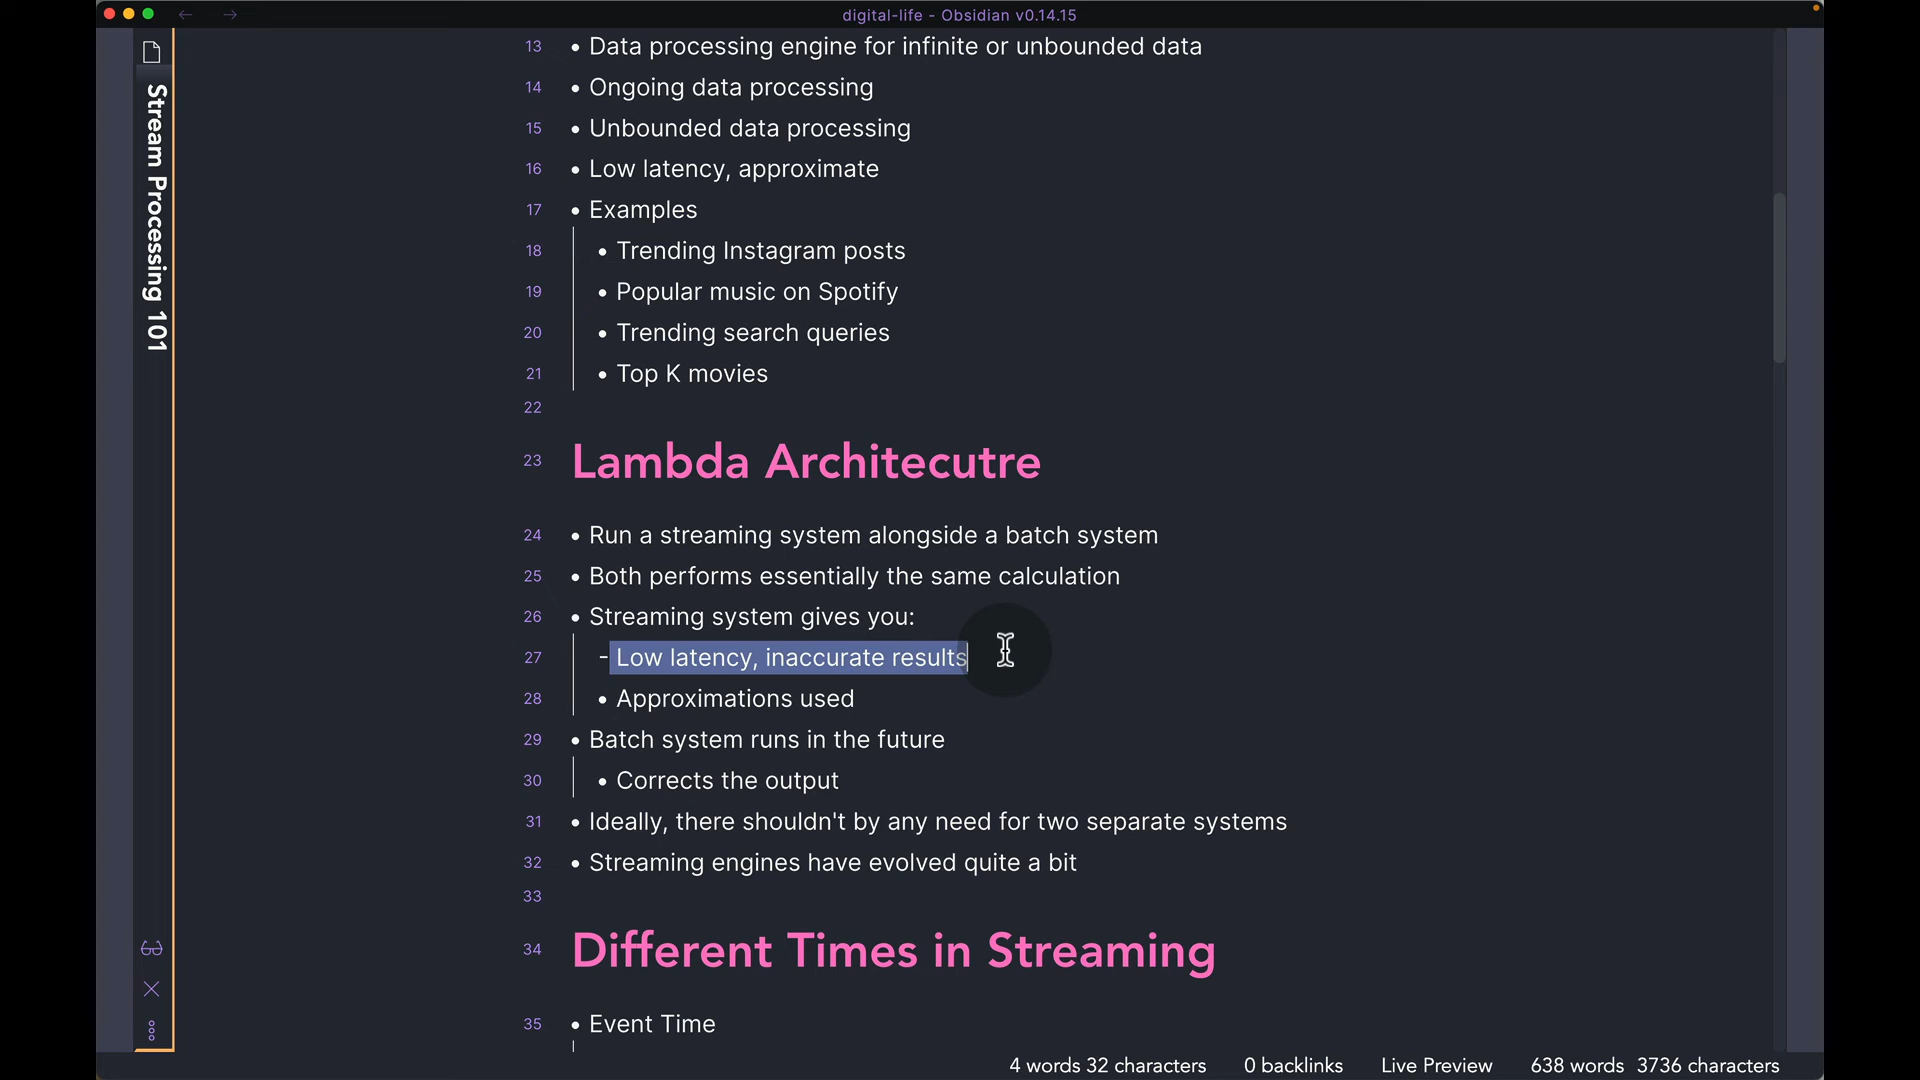 digital-life - Obsidian v0.14.15
Stream Processing 101
13 • Data processing engine for infinite or unbounded data
14 • Ongoing data processing
15 • Unbounded data processing
16 • Low latency, approximate
17 • Examples
18 • Trending Instagram posts
19 • Popular music on Spotify
20 • Trending search queries
21 • Top K movies
22
23 Lambda Architecutre
24 • Run a streaming system alongside a batch system
25 • Both performs essentially the same calculation
26 • Streaming system gives you:
27 - Low latency, inaccurate results
28 • Approximations used
29 • Batch system runs in the future
30 • Corrects the output
31 • Ideally, there shouldn't by any need for two separate systems
32 • Streaming engines have evolved quite a bit
33
34 Different Times in Streaming
35 • Event Time
4 words 32 characters 0 backlinks Live Preview 638 words 3736 characters